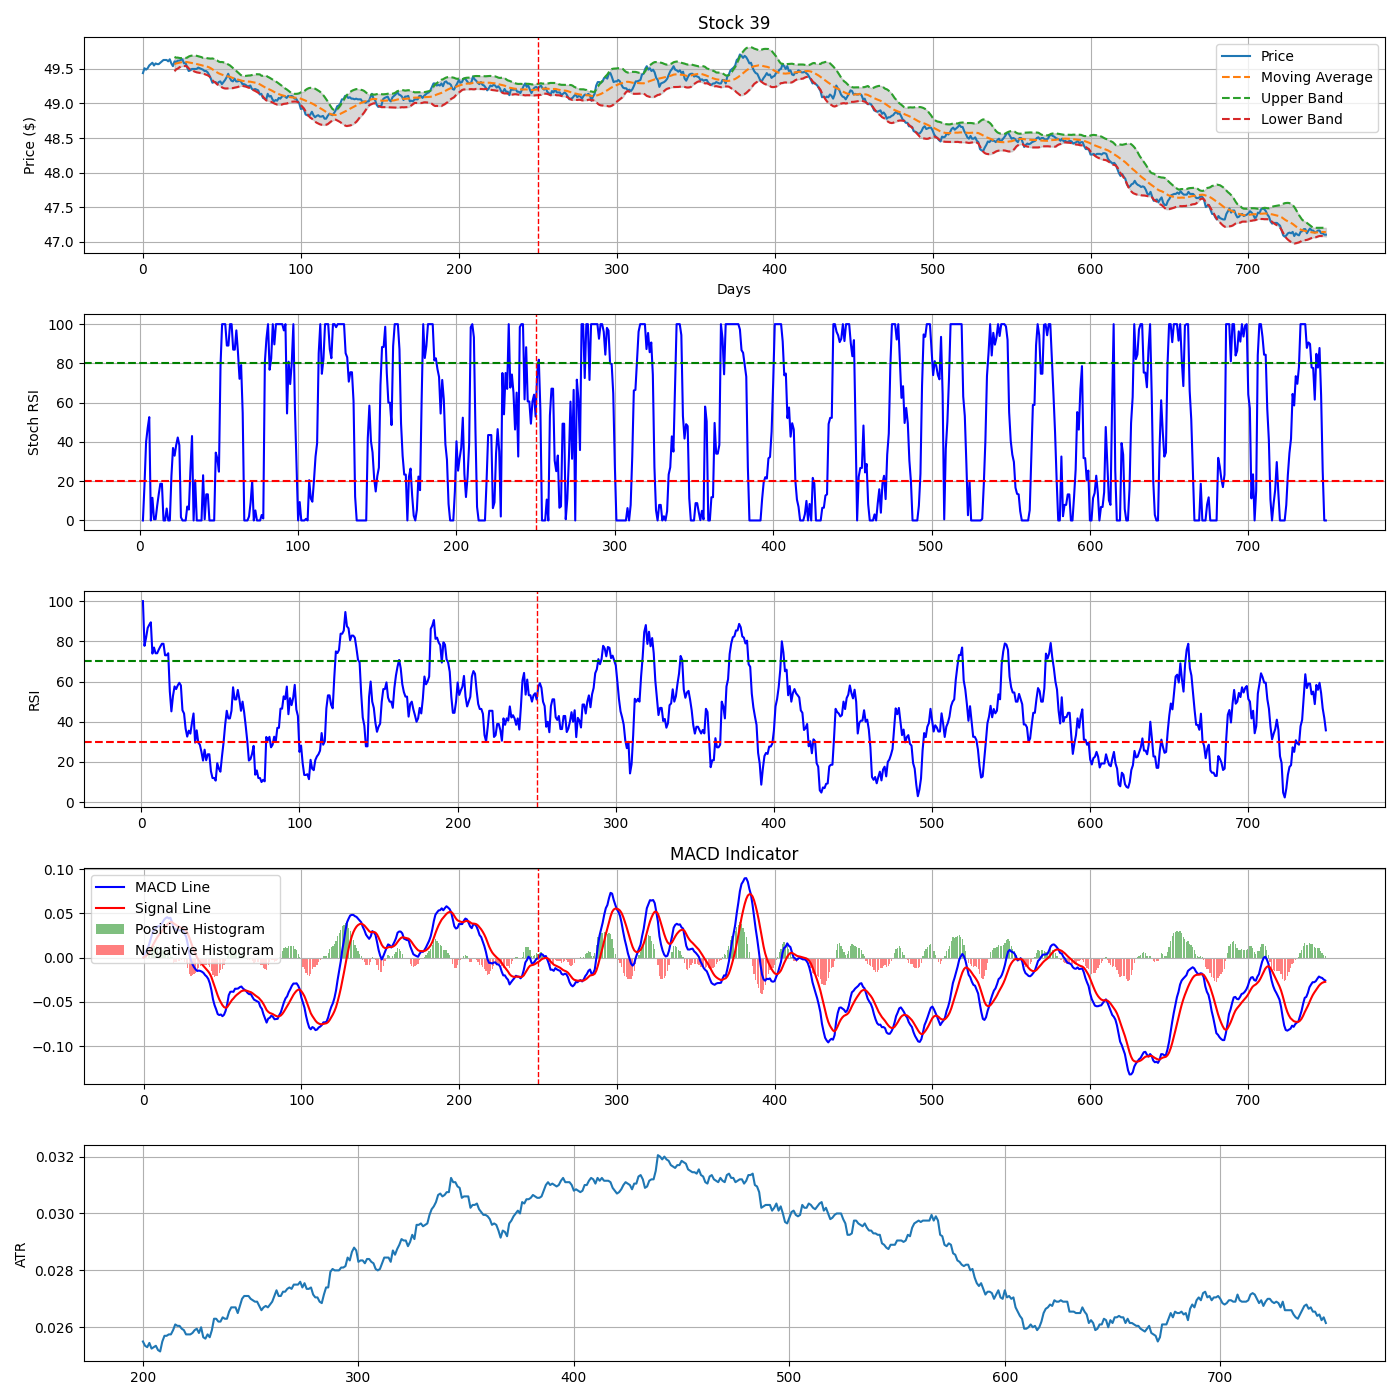 Stock 39
49.5
49.0
48.5
48.0
47.5
47.0
Price ($)
Price
Moving Average
Upper Band
Lower Band
0 100 200 300 400 500 600 700
Days
100
80
60
40
20
0
Stoch RSI
0 100 200 300 400 500 600 700
100
80
60
40
20
0
RSI
0 100 200 300 400 500 600 700
MACD Indicator
0.10
0.05
0.00
−0.05
−0.10
MACD Line
Signal Line
Positive Histogram
Negative Histogram
0 100 200 300 400 500 600 700
0.032
0.030
0.028
0.026
ATR
200 300 400 500 600 700